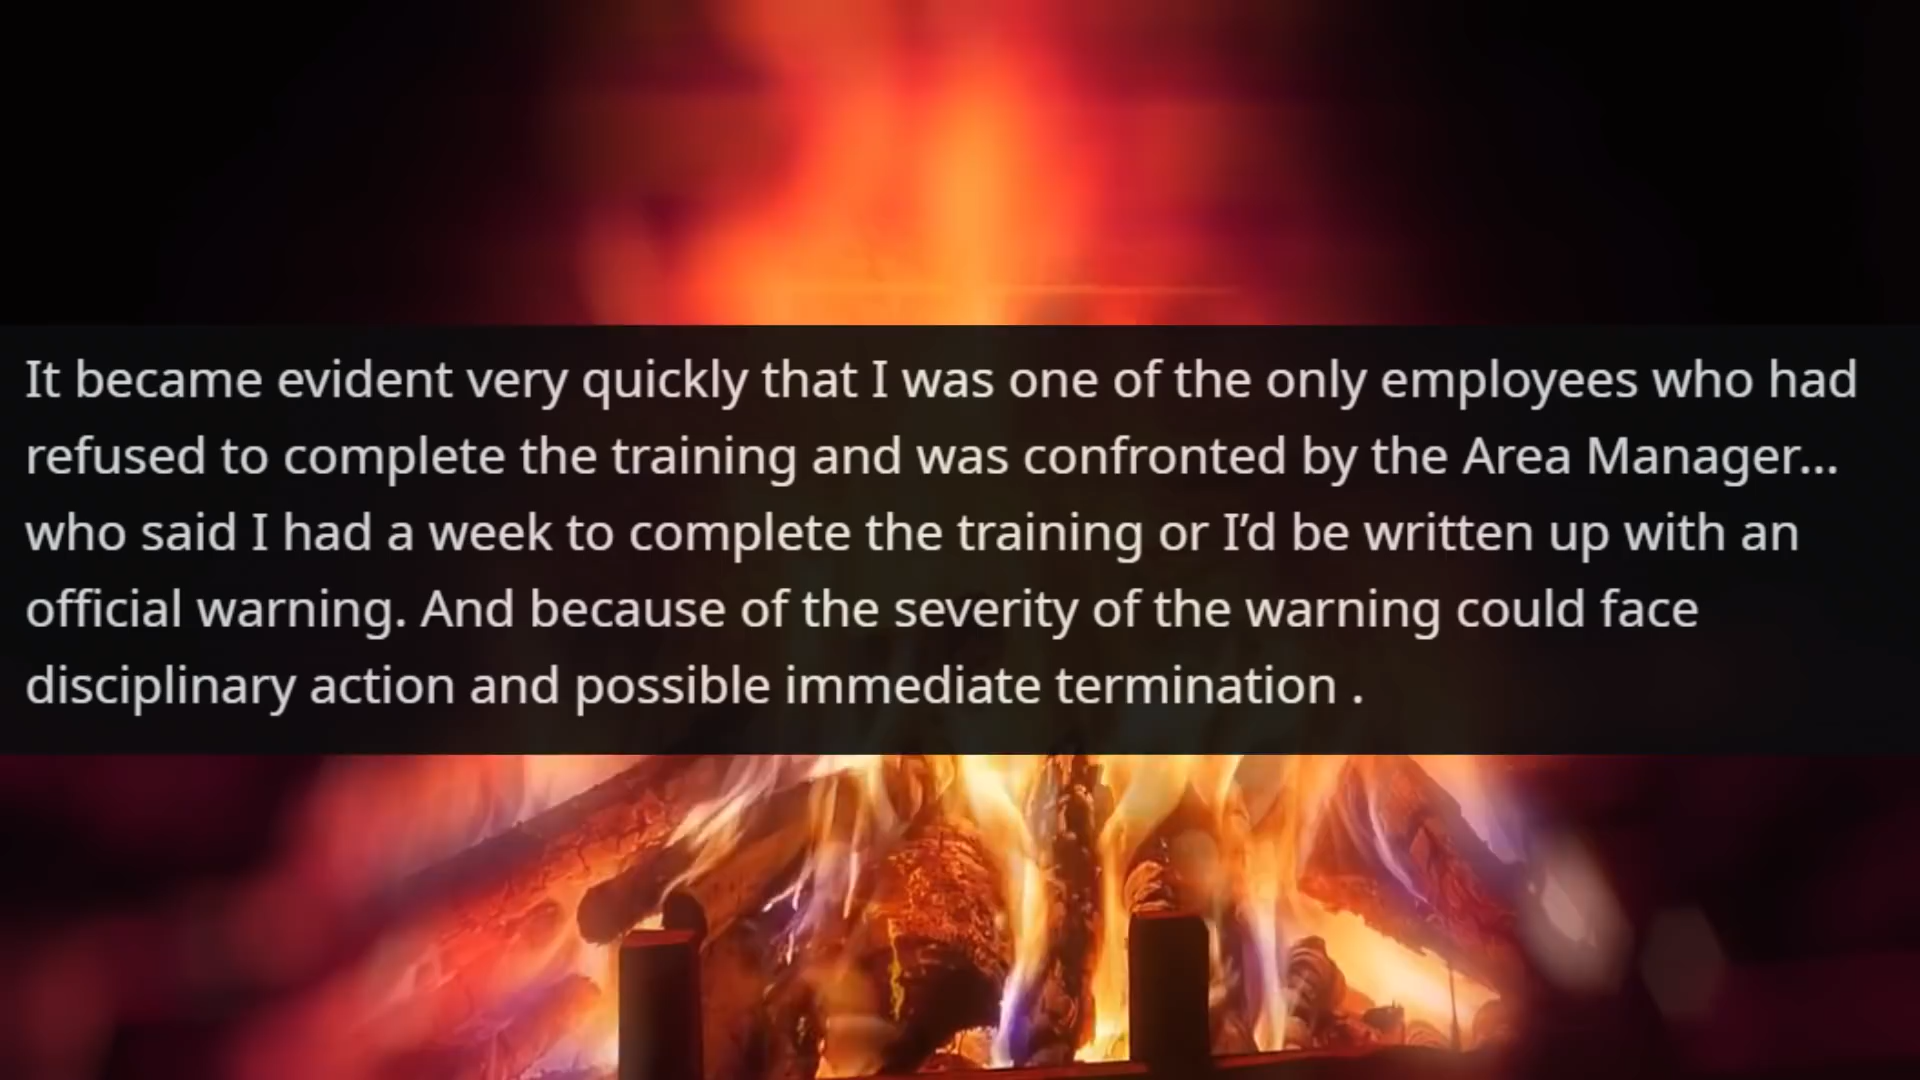 It became evident very quickly that I was one of the only employees who had
refused to complete the training and was confronted by the Area Manager...
who said I had a week to complete the training or I’d be written up with an
official warning. And because of the severity of the warning could face
disciplinary action and possible immediate termination .